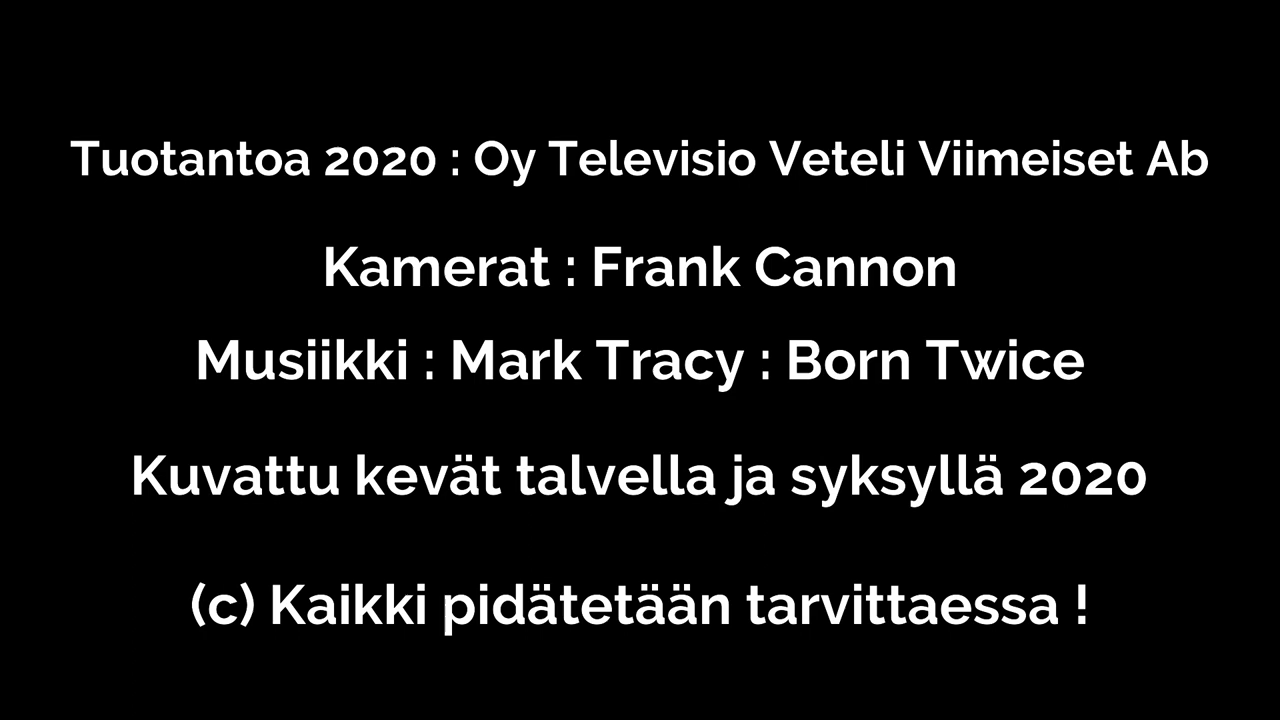 Tuotantoa 2020 : Oy Televisio Veteli Viimeiset Ab
Kamerat : Frank Cannon
Musiikki : Mark Tracy : Born Twice
Kuvattu kevät talvella ja syksyllä 2020
(c) Kaikki pidätetään tarvittaessa !